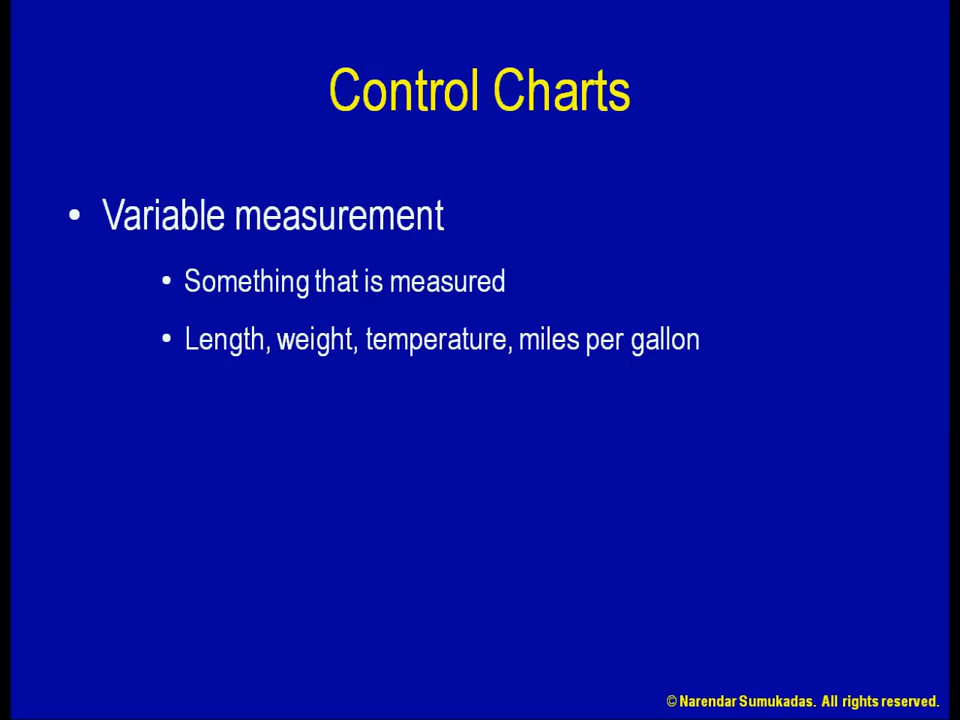 Control Charts
• Variable measurement
• Something that is measured
• Length, weight, temperature, miles per gallon
© Narendar Sumukadas. All rights reserved.